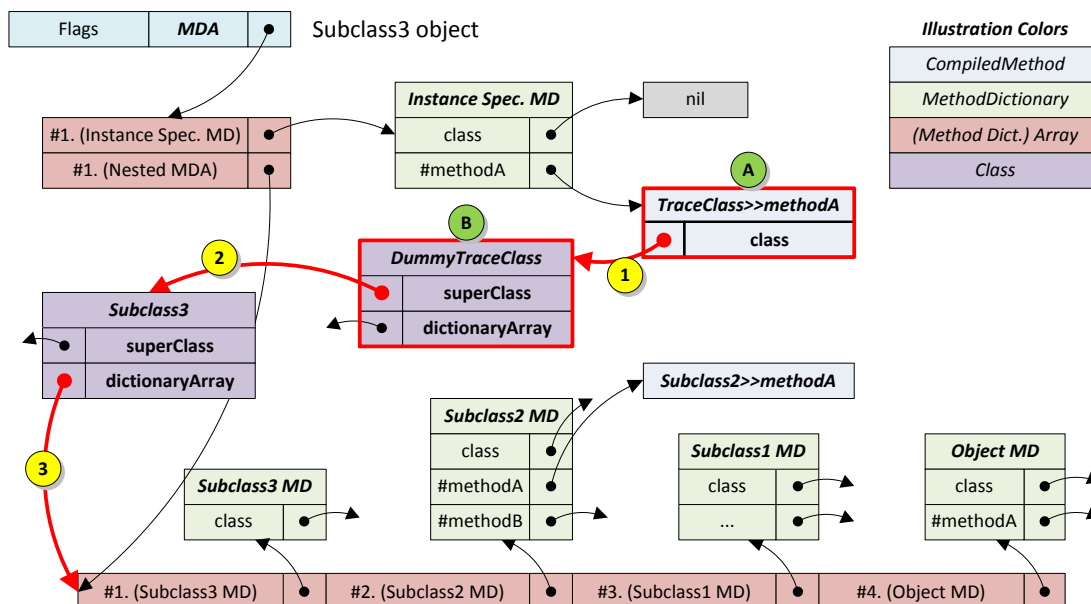 Flags
MDA
Subclass3 object
Illustration Colors
CompiledMethod
MethodDictionary
(Method Dict.) Array
Class
Instance Spec. MD
class
#methodA
nil
#1. (Instance Spec. MD)
#1. (Nested MDA)
A
TraceClass>>methodA
class
B
DummyTraceClass
superClass
dictionaryArray
1
2
Subclass3
superClass
dictionaryArray
3
Subclass2>>methodA
Subclass3 MD
class
Subclass2 MD
class
#methodA
#methodB
Subclass1 MD
class
...
Object MD
class
#methodA
#1. (Subclass3 MD)
#2. (Subclass2 MD)
#3. (Subclass1 MD)
#4. (Object MD)